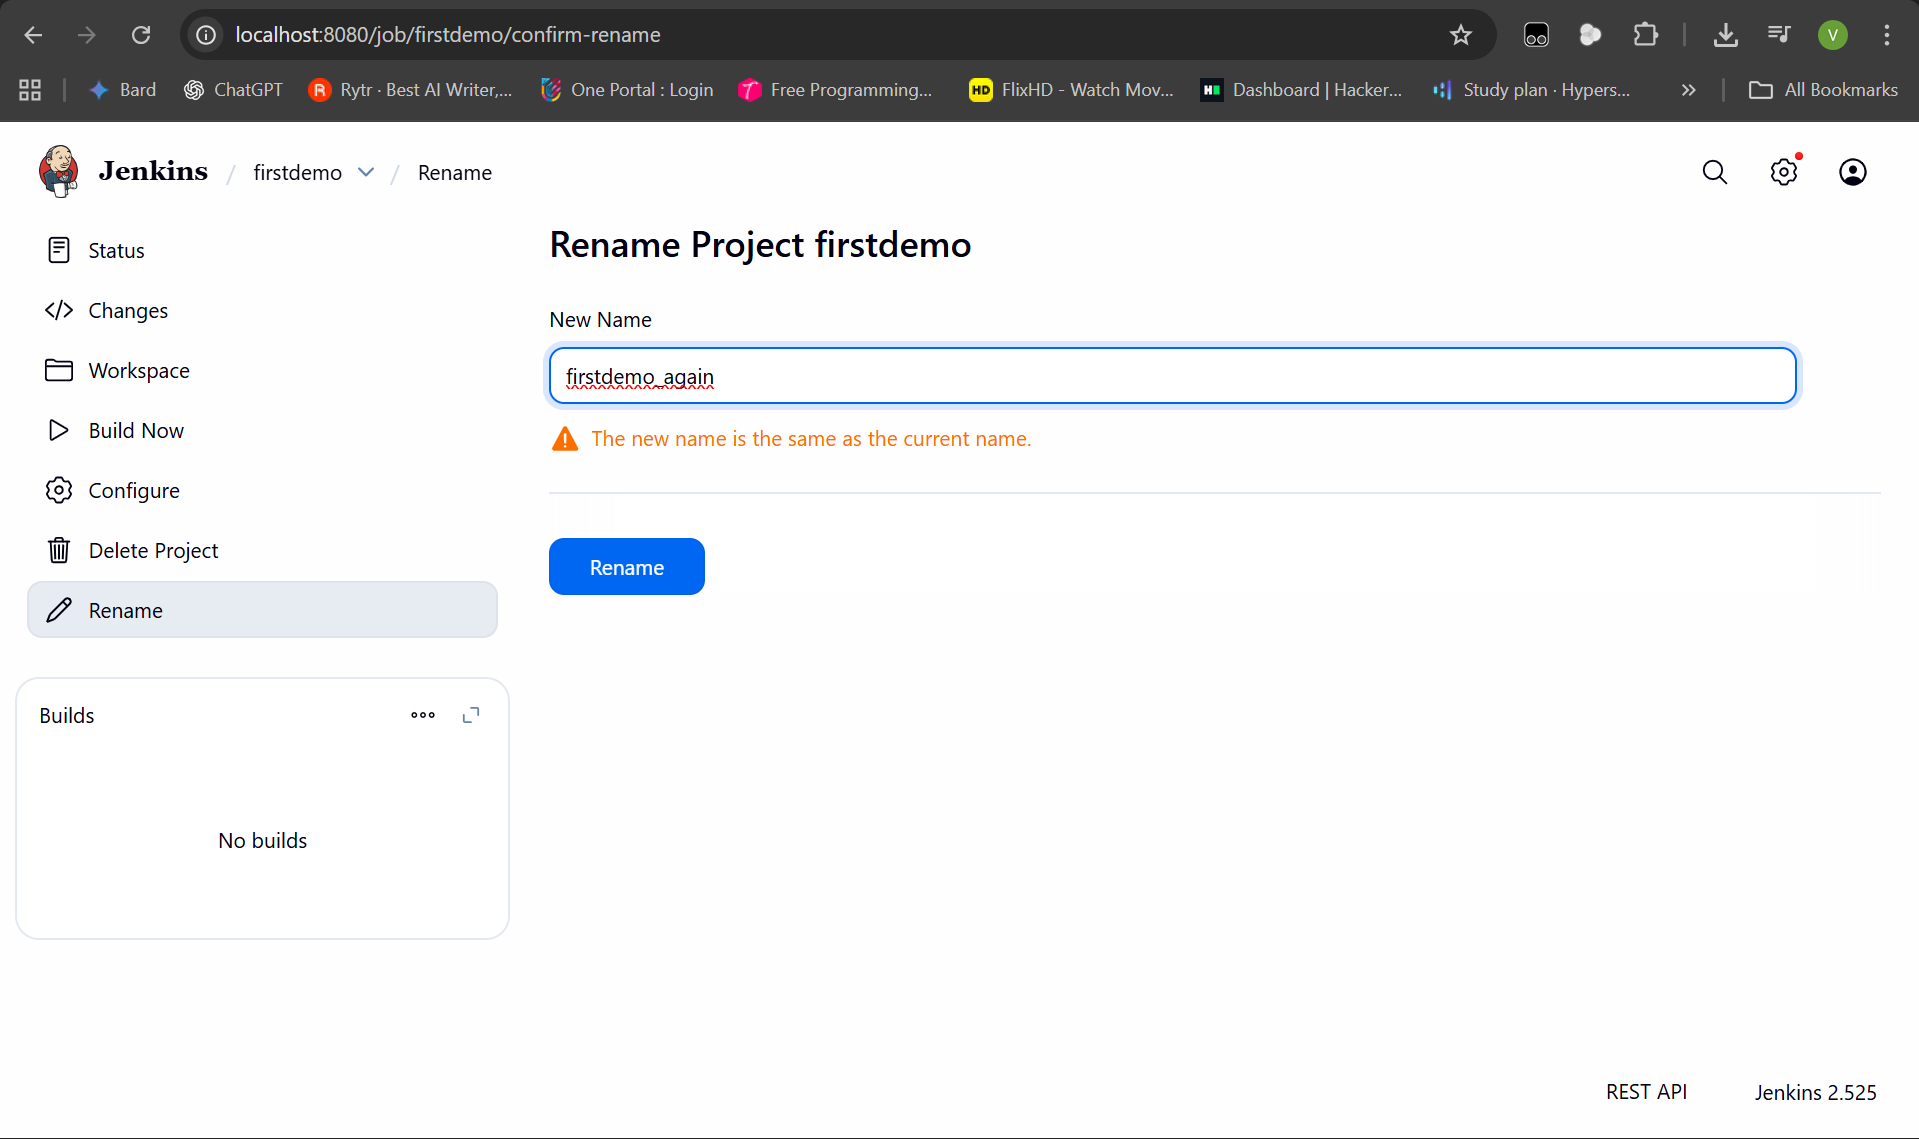 localhost:8080/job/firstdemo/confirm-rename
V
Bard
ChatGPT
R
Rytr · Best AI Writer,...
One Portal : Login
Free Programming...
HD
FlixHD - Watch Mov...
Dashboard | Hacker...
Study plan · Hypers...
All Bookmarks
Jenkins / firstdemo / Rename
Status
Changes
Workspace
Build Now
Configure
Delete Project
Rename
Builds
No builds
Rename Project firstdemo
New Name
firstdemo_again
The new name is the same as the current name.
Rename
REST API
Jenkins 2.525